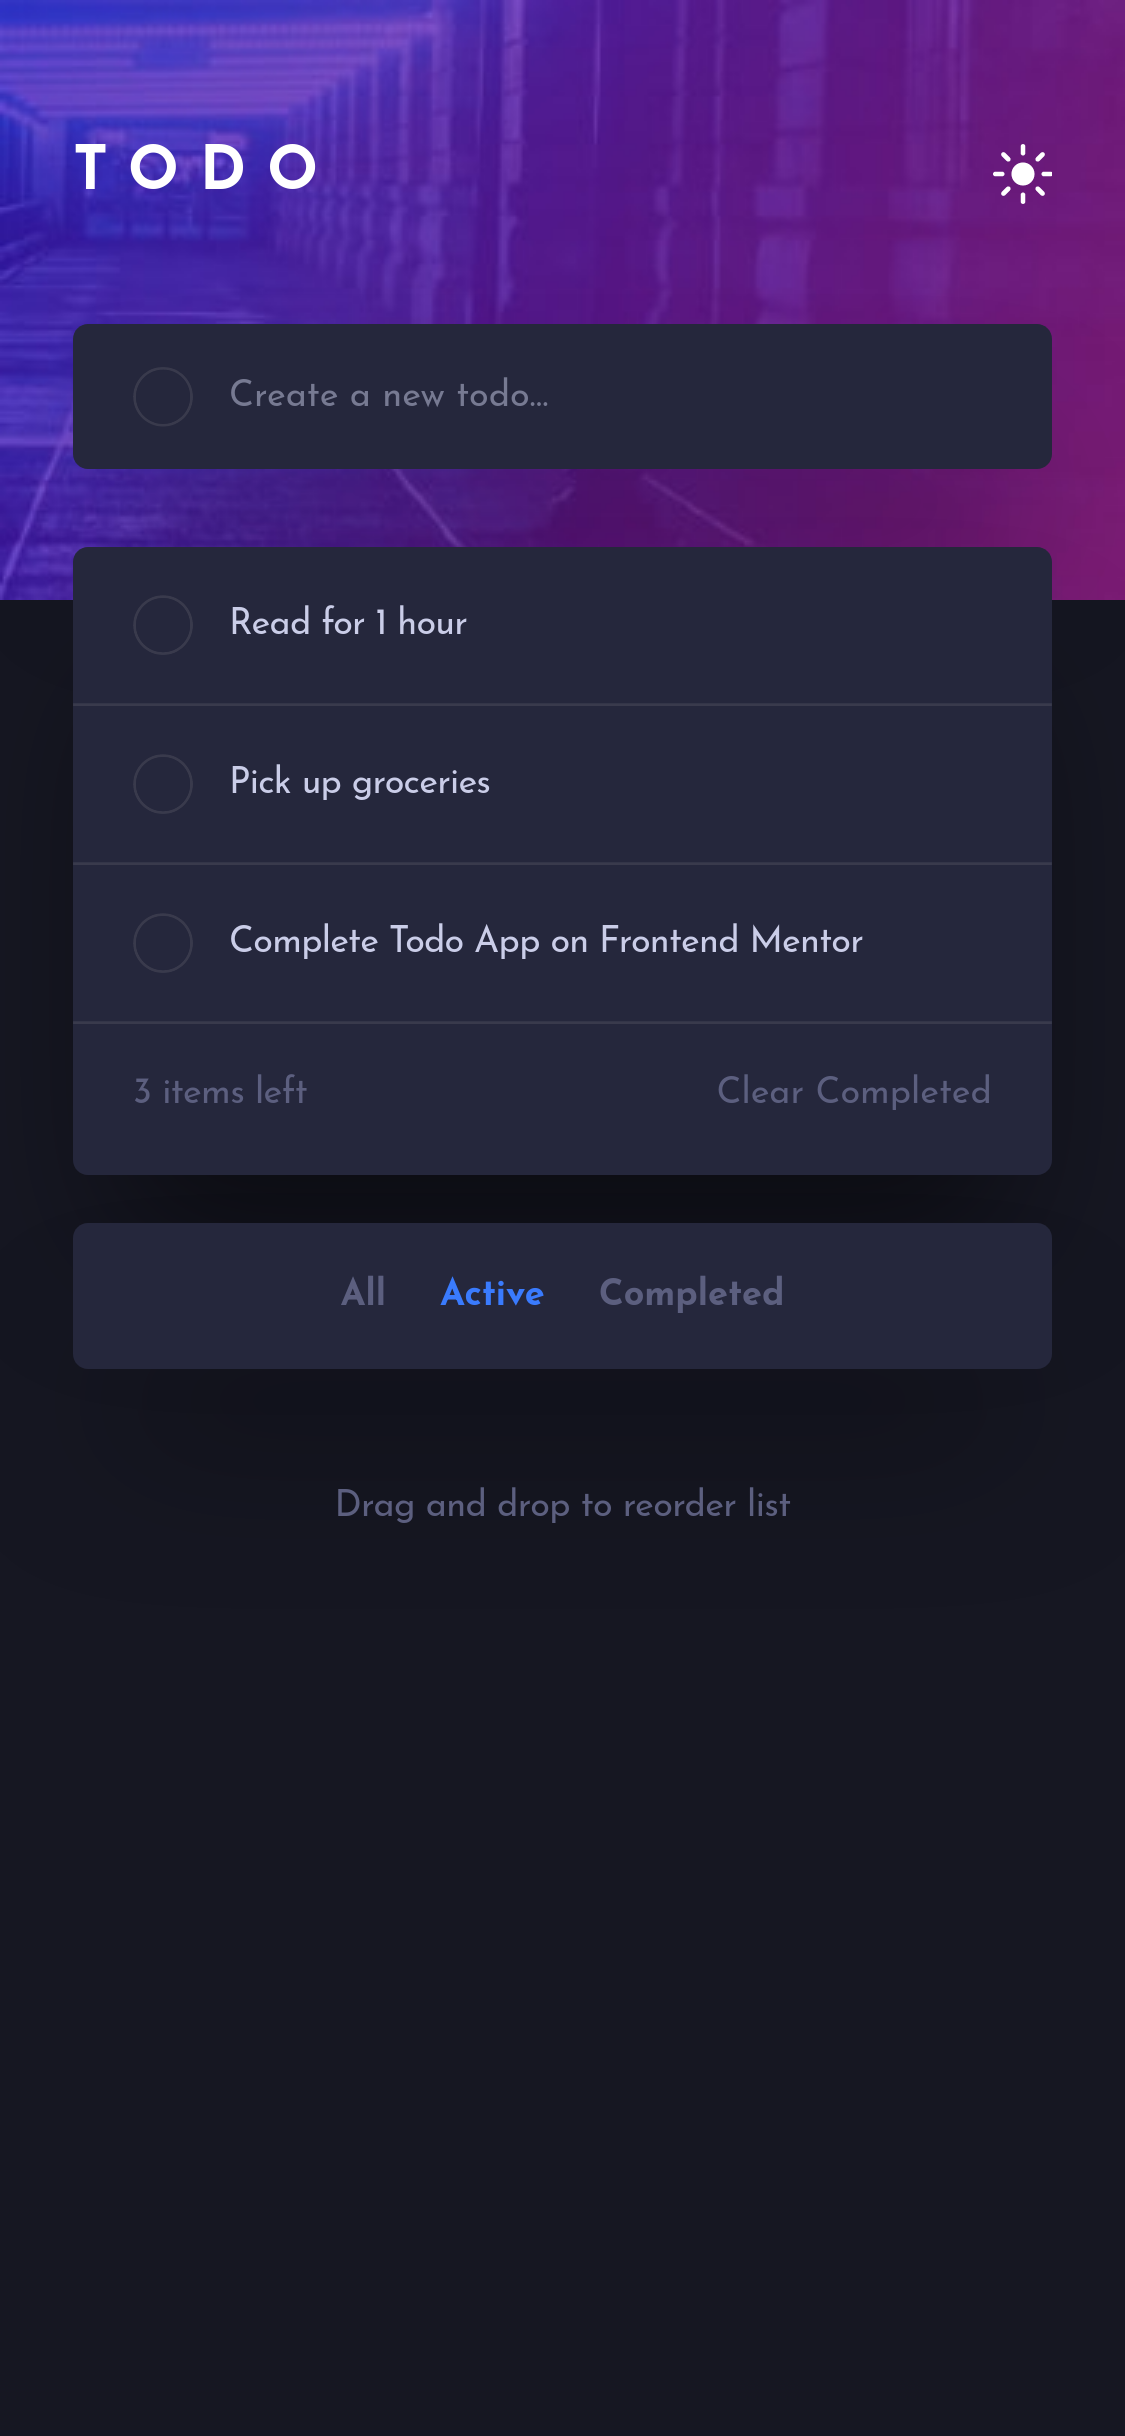 TODO
Create a new todo...
Read for 1 hour
Pick up groceries
Complete Todo App on Frontend Mentor
3 items left Clear Completed
All Active Completed
Drag and drop to reorder list